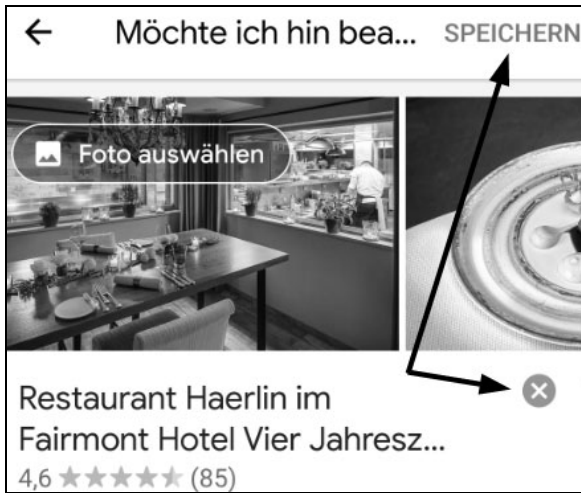 Möchte ich hin bea... SPEICHERN
Foto auswählen
Restaurant Haerlin im
Fairmont Hotel Vier Jahresz...
4,6 (85)